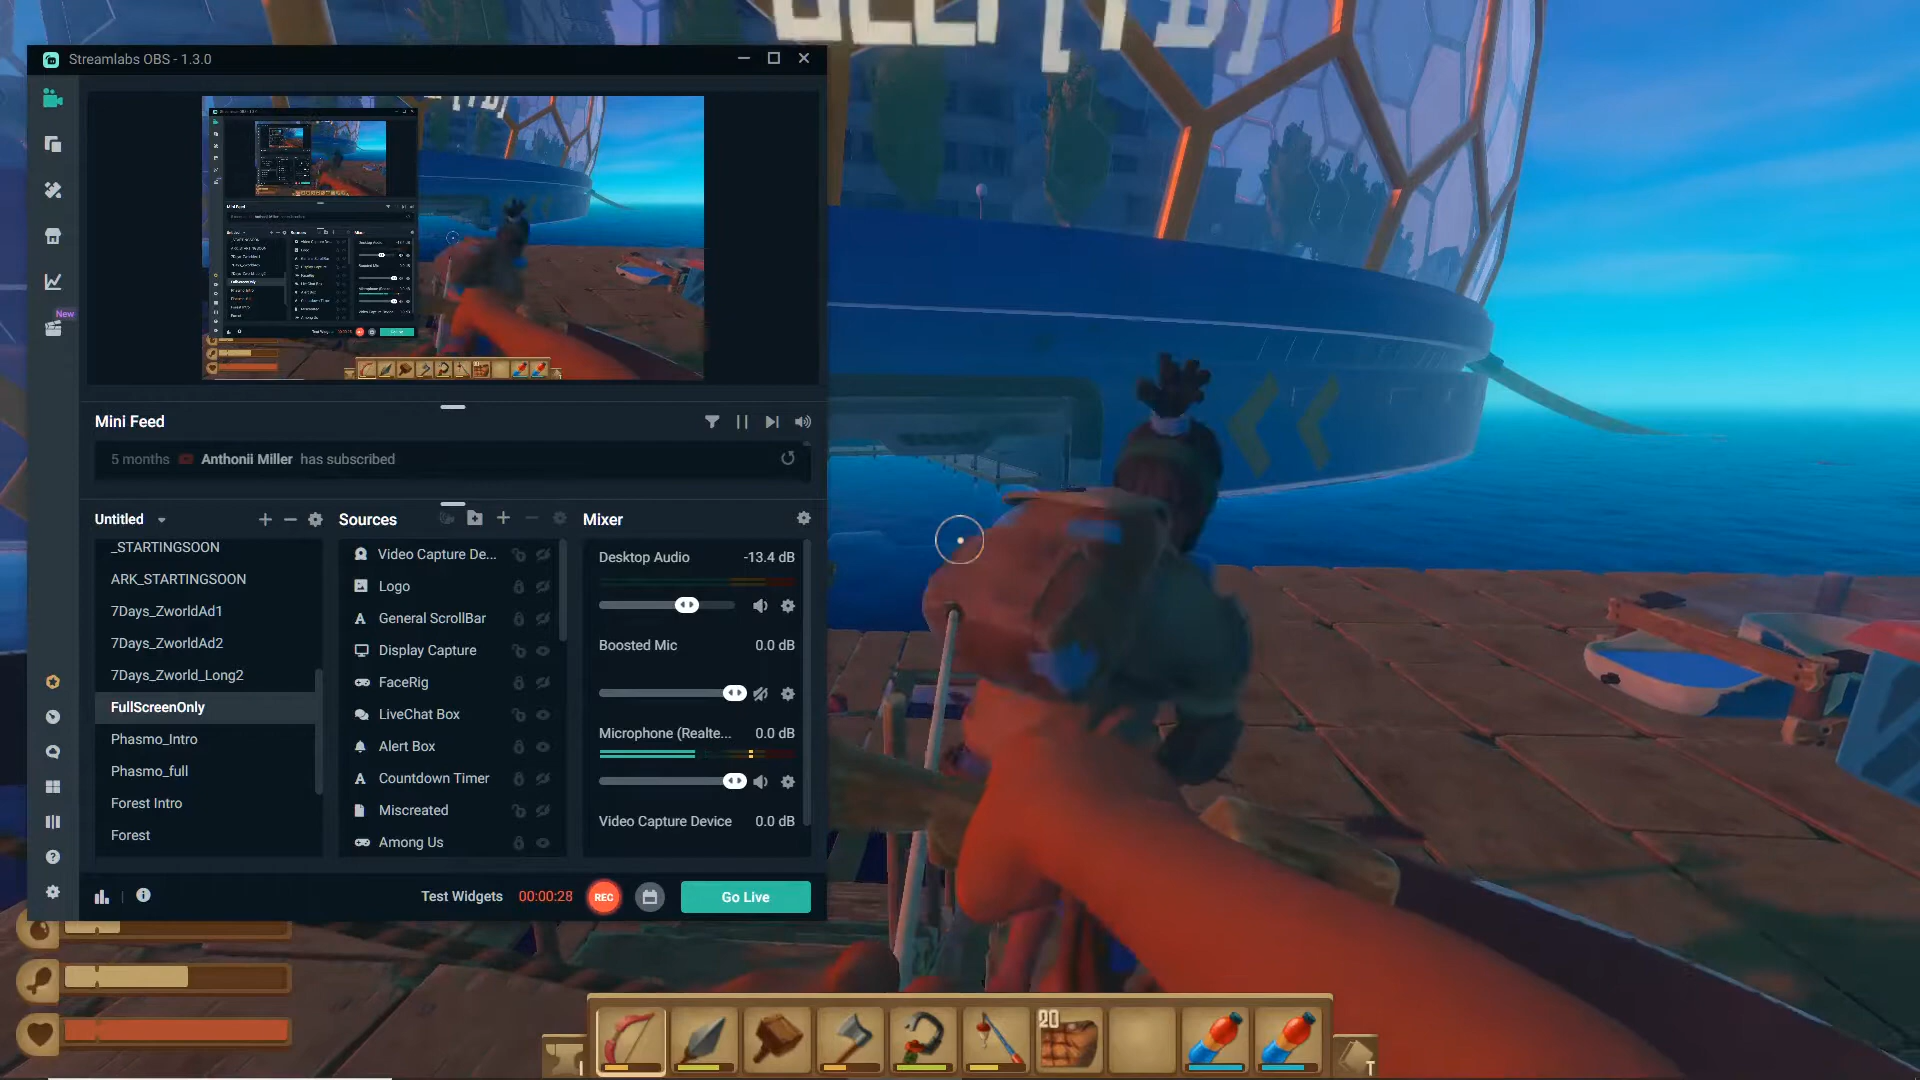 Streamlabs OBS - 1.3.0
New
Mini Feed
5 months Anthonii Miller has subscribed
Untitled
_STARTINGSOON
ARK_STARTINGSOON
7Days_ZworldAd1
7Days_ZworldAd2
7Days_Zworld_Long2
FullScreenOnly
Phasmo_Intro
Phasmo_full
Forest Intro
Forest
Sources
Video Capture De...
Logo
General ScrollBar
Display Capture
FaceRig
LiveChat Box
Alert Box
Countdown Timer
Miscreated
Among Us
Mixer
Desktop Audio -13.4 dB
Boosted Mic 0.0 dB
Microphone (Realte... 0.0 dB
Video Capture Device 0.0 dB
Test Widgets 00:00:28 REC Go Live
20
I
T